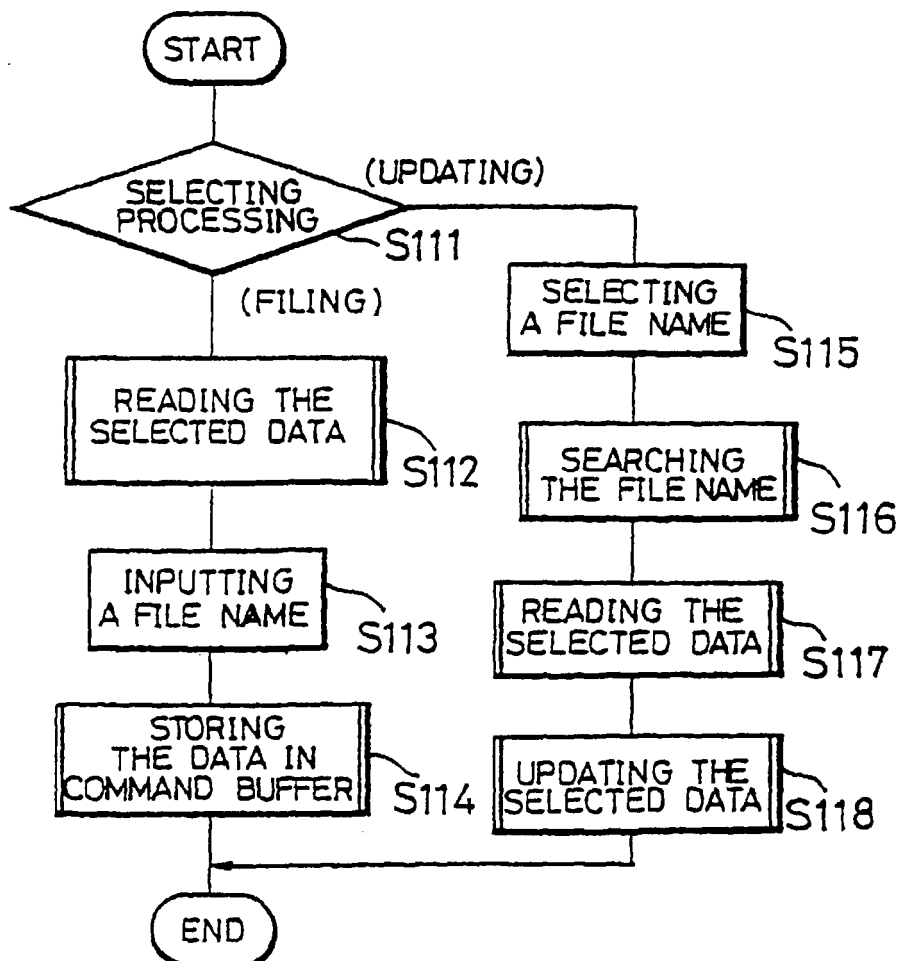 START
(UPDATING)
SELECTING
PROCESSING
S111
(FILING)
READING THE
SELECTED DATA
S112
INPUTTING
A FILE NAME
S113
STORING
THE DATA IN
COMMAND BUFFER
S114
SELECTING
A FILE NAME
S115
SEARCHING
THE FILE NAME
S116
READING THE
SELECTED DATA
S117
UPDATING THE
SELECTED DATA
S118
END